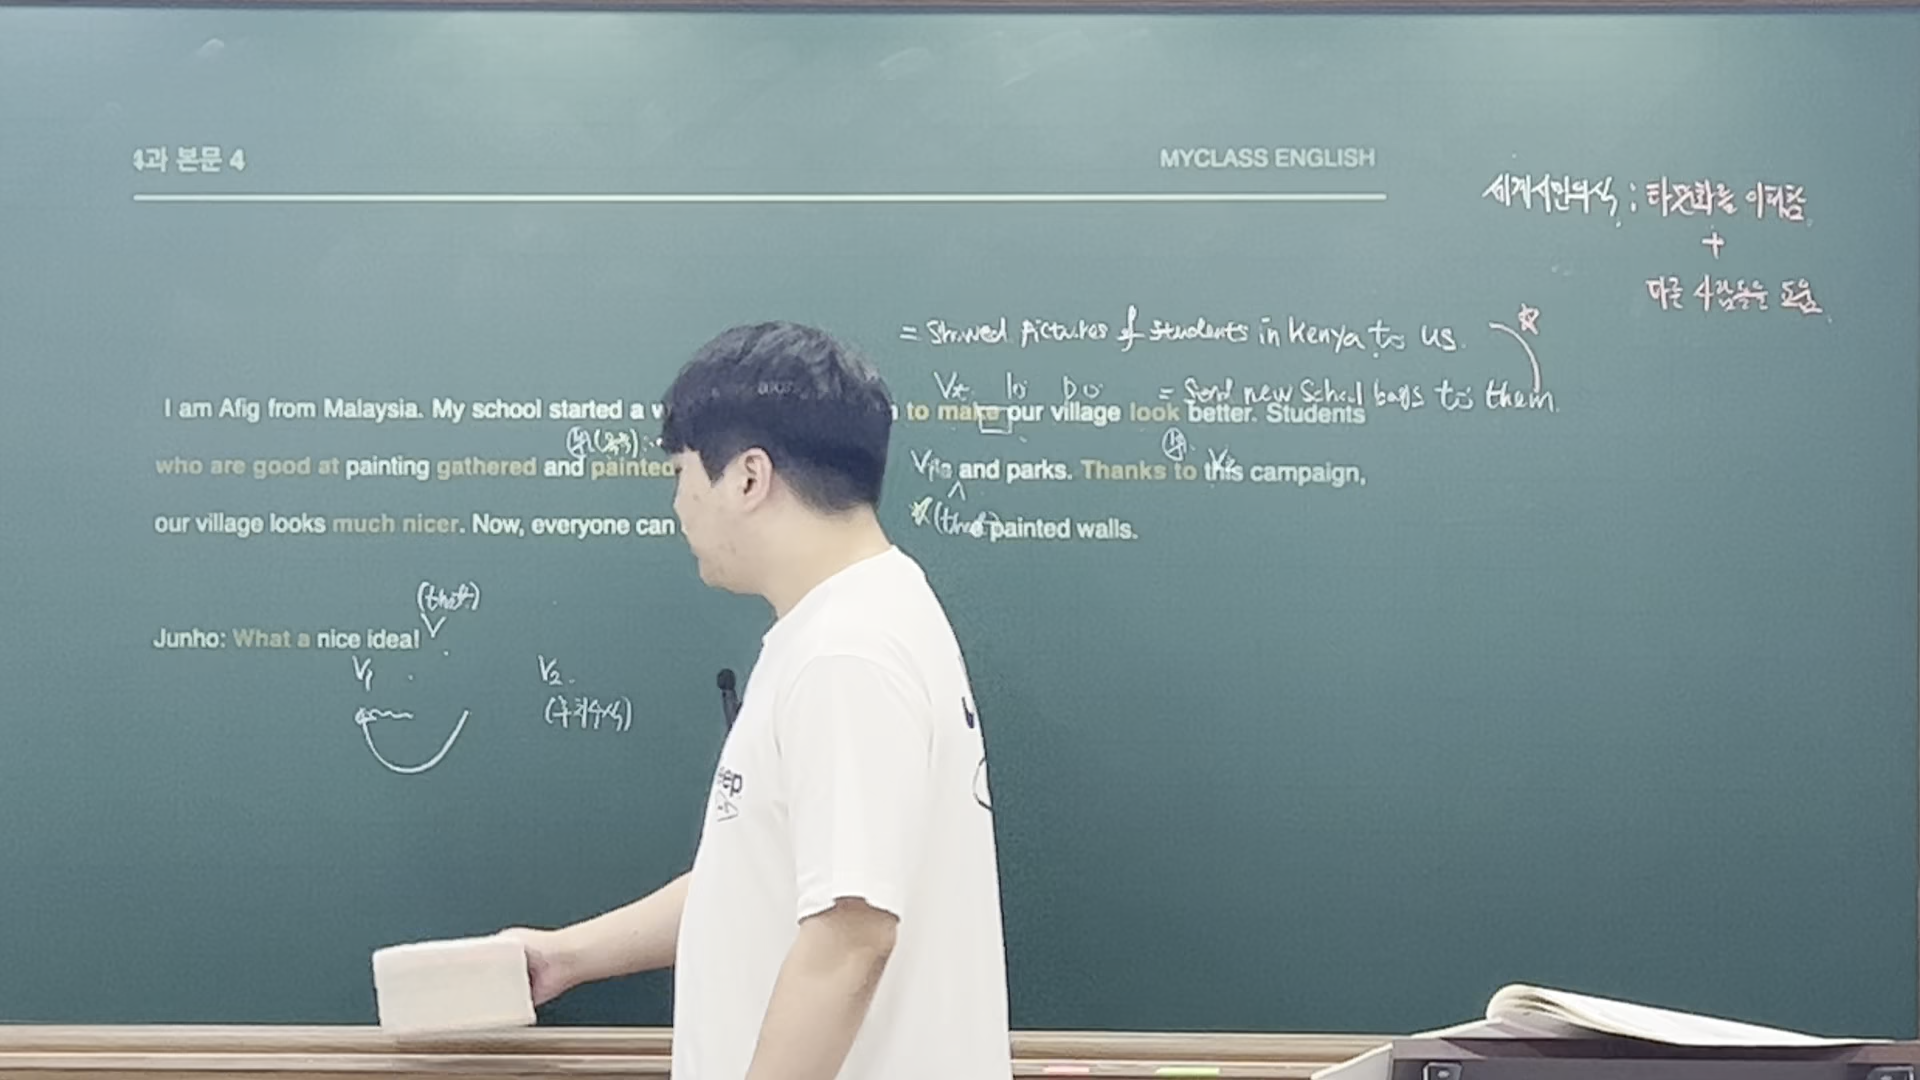 4과 본문 4
MYCLASS ENGLISH
세계시민의식 : 타문화를 이해함
+
다른 사람들을 도움
= Showed pictures of students in Kenya to us.
= Send new school bags to them.
I am Afig from Malaysia. My school started a to make our village look better. Students
who are good at painting gathered and painted and parks. Thanks to this campaign,
(that)
our village looks much nicer. Now, everyone can painted walls.
(that)
Junho: What a nice idea!
V1 V2
(후치수식)